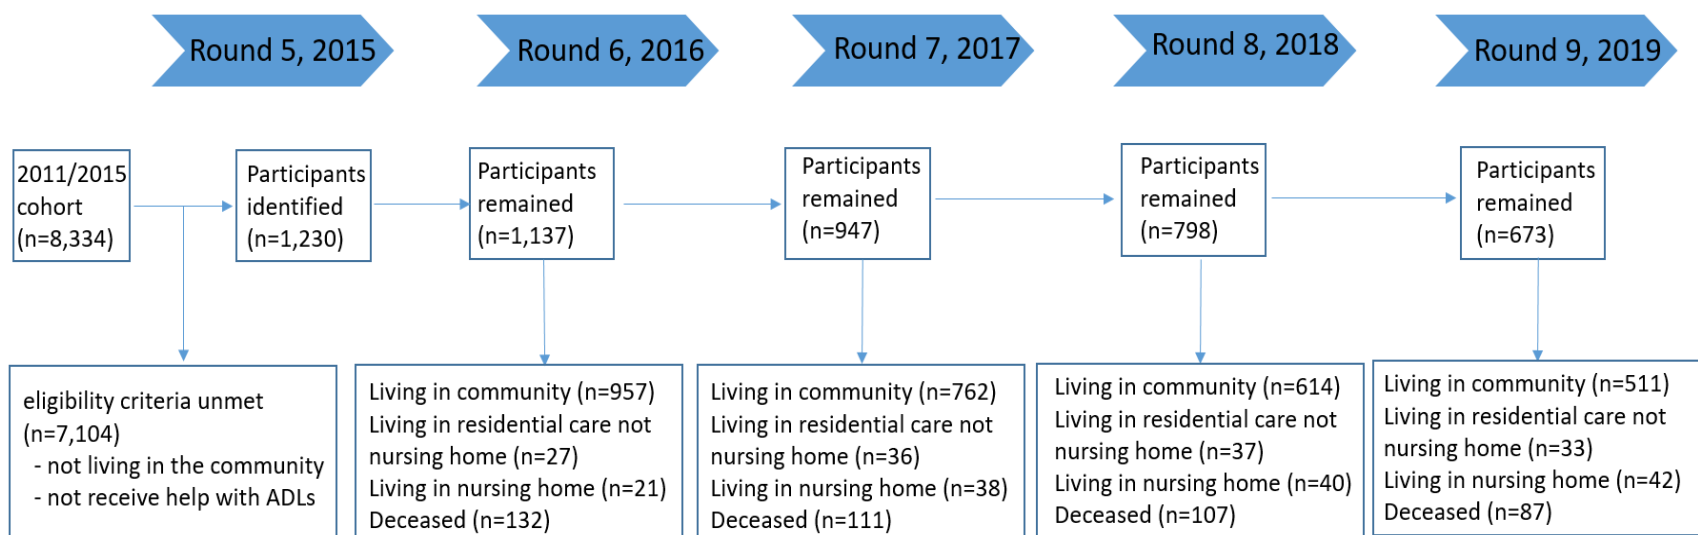 Round 5, 2015
Round 6, 2016
Round 7, 2017
Round 8, 2018
Round 9, 2019
2011/2015
cohort
(n=8,334)
Participants
identified
(n=1,230)
Participants
remained
(n=1,137)
Participants
remained
(n=947)
Participants
remained
(n=798)
Participants
remained
(n=673)
eligibility criteria unmet
(n=7,104)
- not living in the community
- not receive help with ADLs
Living in community (n=957)
Living in residential care not
nursing home (n=27)
Living in nursing home (n=21)
Deceased (n=132)
Living in community (n=762)
Living in residential care not
nursing home (n=36)
Living in nursing home (n=38)
Deceased (n=111)
Living in community (n=614)
Living in residential care not
nursing home (n=37)
Living in nursing home (n=40)
Deceased (n=107)
Living in community (n=511)
Living in residential care not
nursing home (n=33)
Living in nursing home (n=42)
Deceased (n=87)